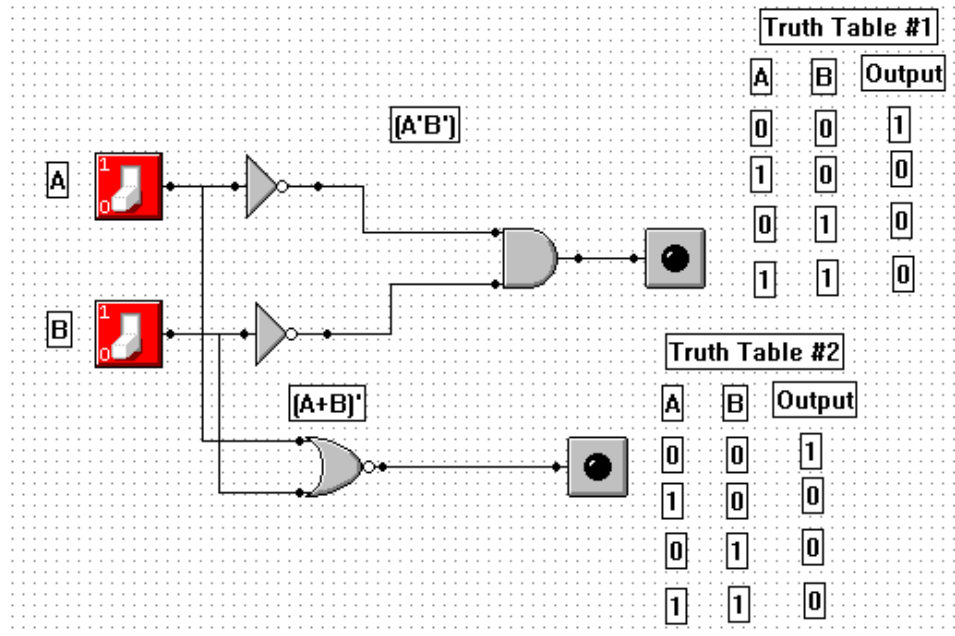 Truth Table #1
A B Output
0 0 1
1 0 0
0 1 0
1 1 0
(A'B')
A
1
0
B
1
0
(A+B)'
Truth Table #2
A B Output
0 0 1
1 0 0
0 1 0
1 1 0